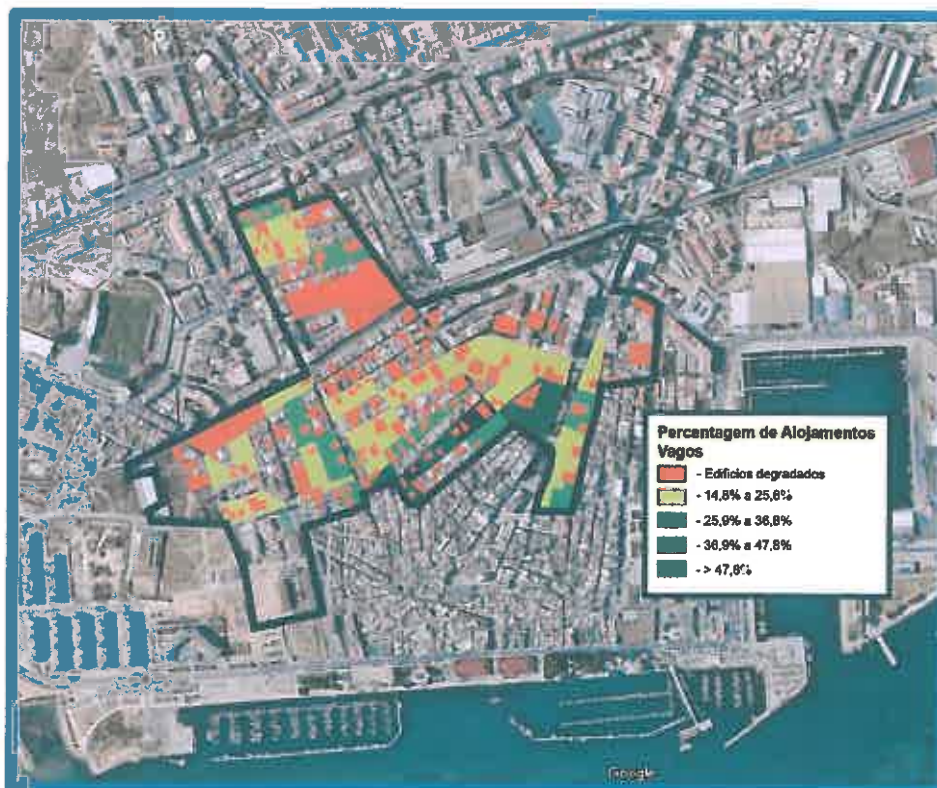 Percentagem de Alojamentos
Vagos
- Edifícios degradados
- 14,8% a 25,8%
- 25,9% a 36,8%
- 36,9% a 47,8%
- > 47,8%
Google